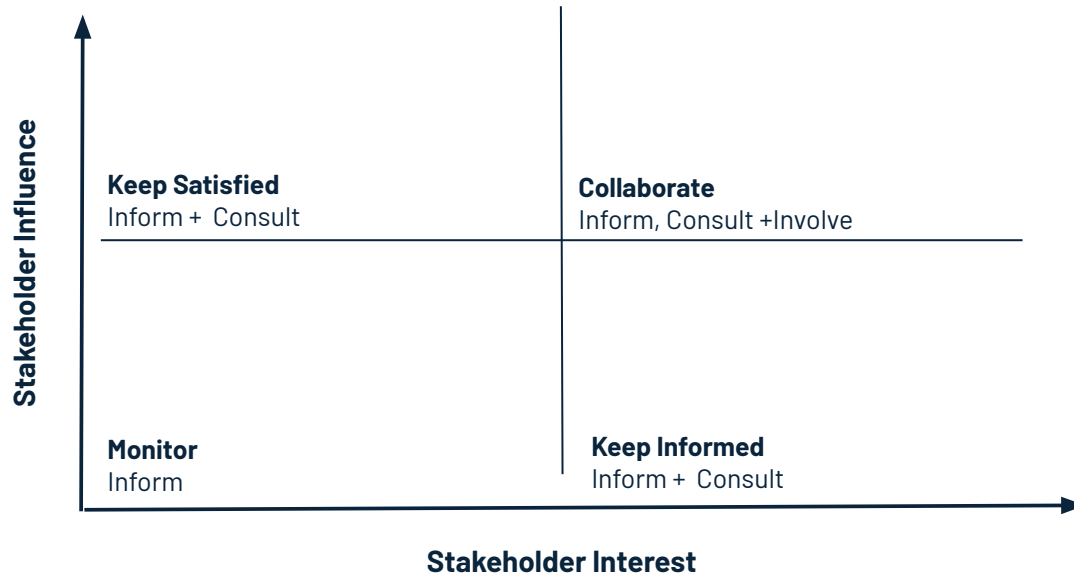 Stakeholder Influence
Keep Satisfied
Inform + Consult
Collaborate
Inform, Consult +Involve
Monitor
Inform
Keep Informed
Inform + Consult
Stakeholder Interest